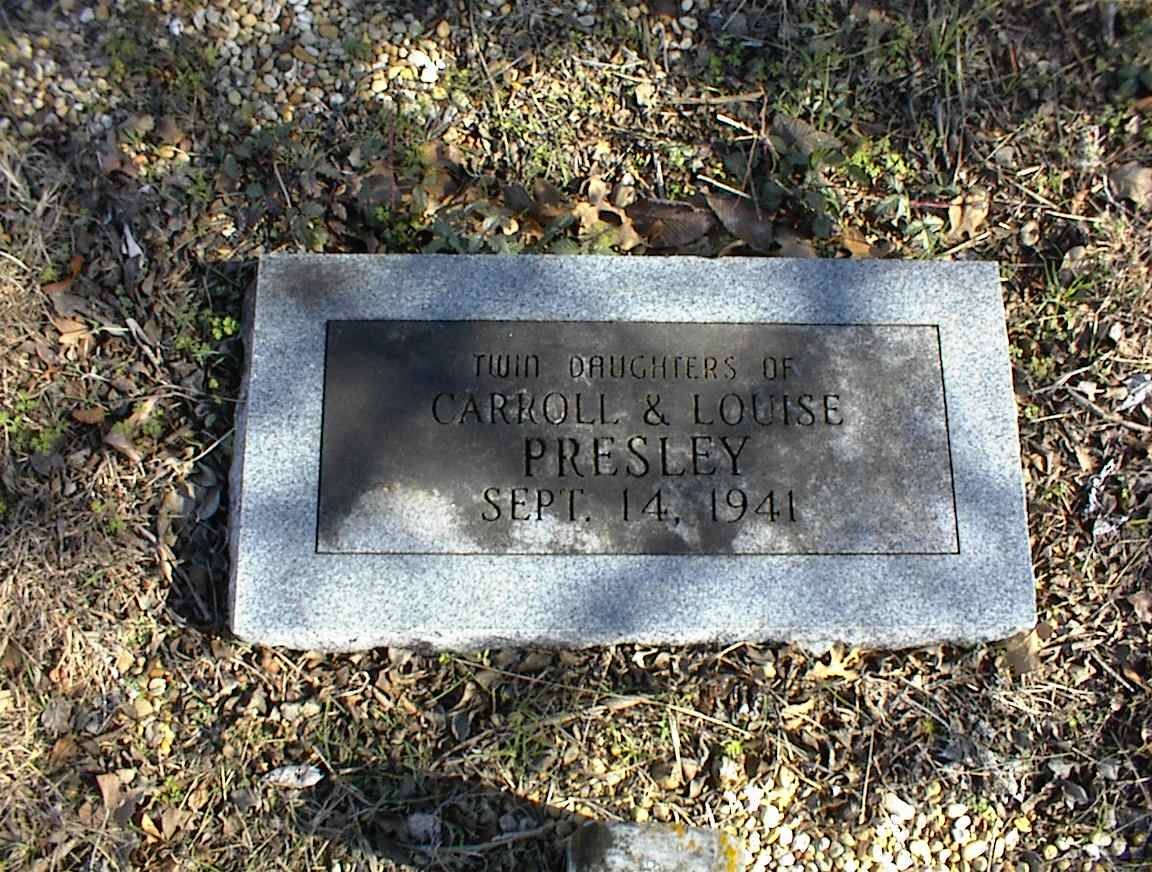 TWIN DAUGHTERS OF
CARROLL & LOUISE
PRESLEY
SEPT. 14, 1941